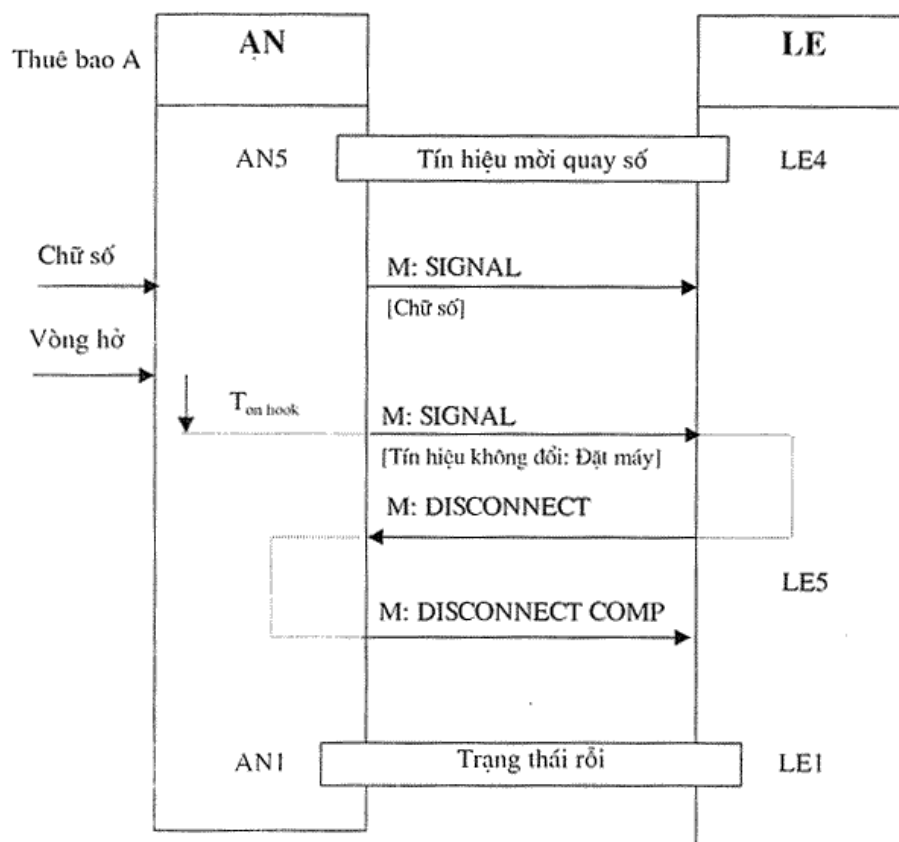 Thuê bao A
AN
LE
AN5
Tín hiệu mời quay số
LE4
Chữ số
M: SIGNAL
[Chữ số]
Vòng hở
T on hook
M: SIGNAL
[Tín hiệu không đổi: Đặt máy]
M: DISCONNECT
LE5
M: DISCONNECT COMP
AN1
Trạng thái rỗi
LE1